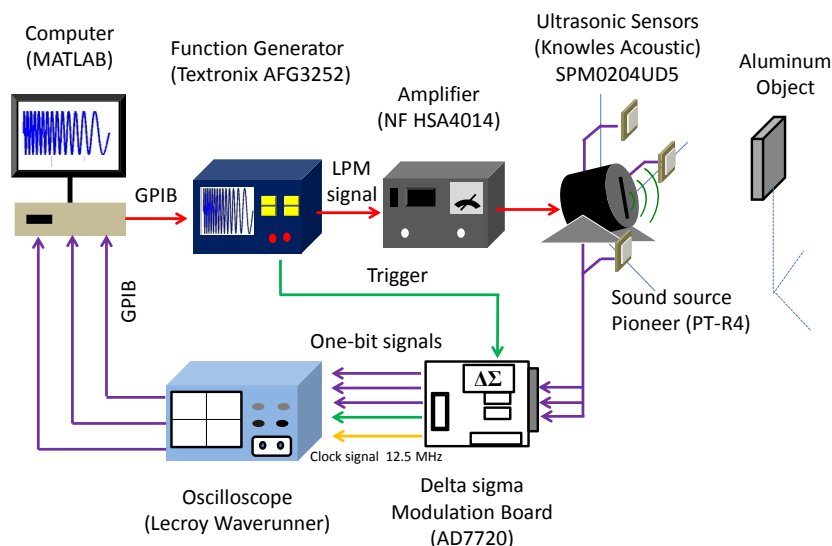 Computer
(MATLAB)
Function Generator
(Textronix AFG3252)
Amplifier
(NF HSA4014)
Ultrasonic Sensors
(Knowles Acoustic)
SPM0204UD5
Aluminum
Object
GPIB
LPM
signal
Trigger
Sound source
Pioneer (PT-R4)
GPIB
One-bit signals
ΔΣ
Clock signal 12.5 MHz
Oscilloscope
(Lecroy Waverunner)
Delta sigma
Modulation Board
(AD7720)